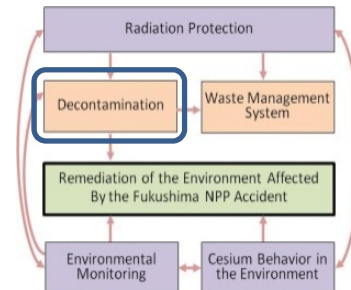 Radiation Protection
Decontamination
Waste Management
System
Remediation of the Environment Affected
By the Fukushima NPP Accident
Environmental
Monitoring
Cesium Behavior in
the Environment